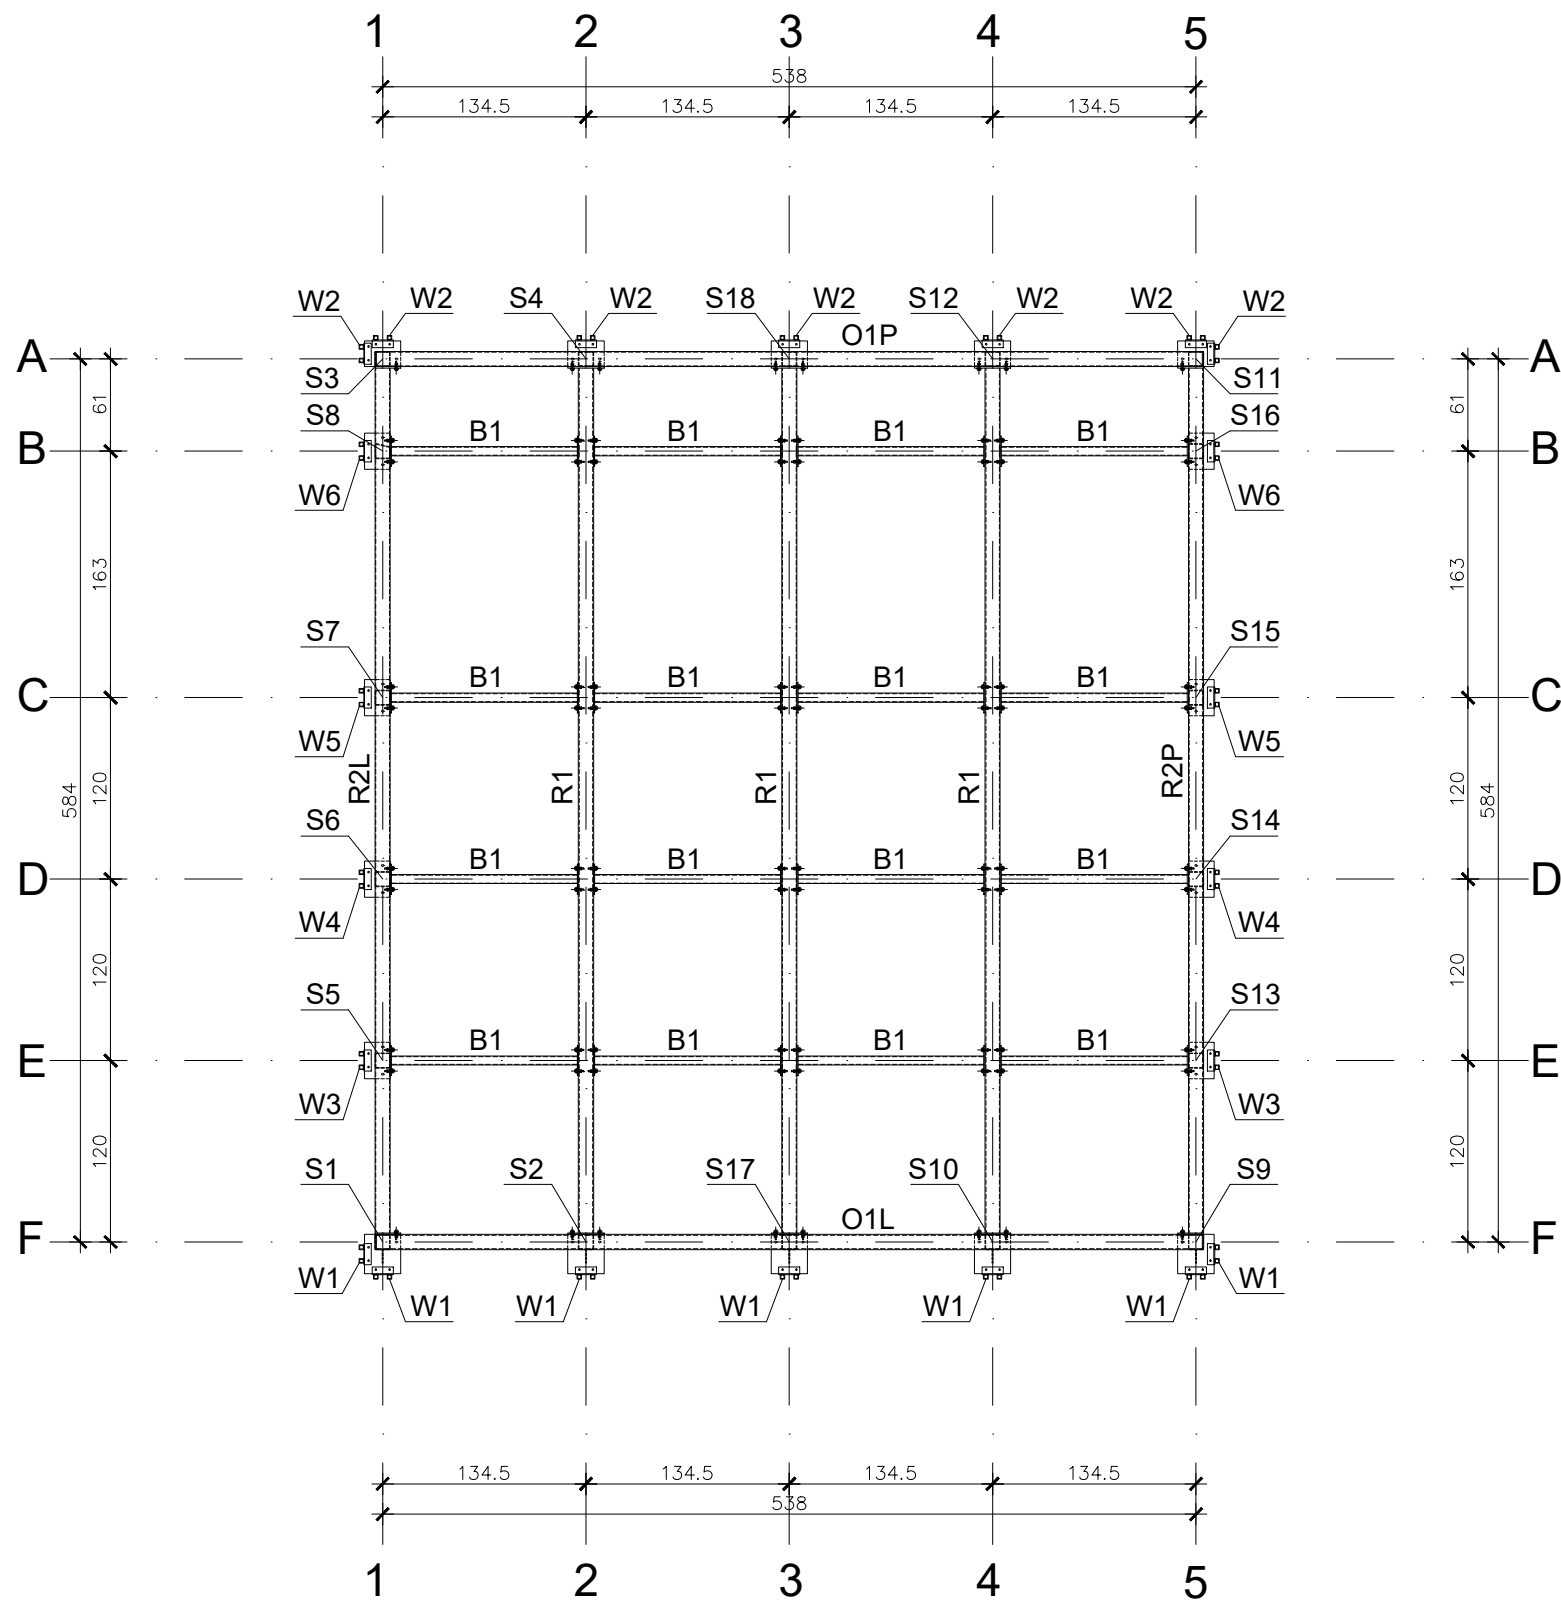 1 2 3 4 5
538
134.5 134.5 134.5 134.5
W2 W2 S4 W2 S18 W2 S12 W2 W2 W2
O1P
A A
S3 S11
61 61
S8 B1 B1 B1 B1 S16
B B
W6 W6
163 163
S7 S15
B1 B1 B1 B1
C C
W5 W5
R2L R1 R1 R1 R2P
584 120 120 584
S6 S14
B1 B1 B1 B1
D D
W4 W4
120 120
S5 S13
B1 B1 B1 B1
E E
W3 W3
120 120
S1 S2 S17 S10 S9
O1L
F F
W1 W1
W1 W1 W1 W1 W1
134.5 134.5 134.5 134.5
538
1 2 3 4 5